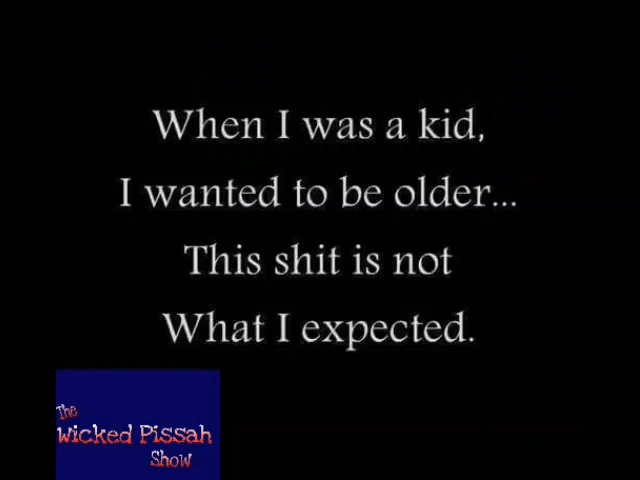 When I was a kid,
I wanted to be older...
This shit is not
What I expected.
The
Wicked Pissah
Show